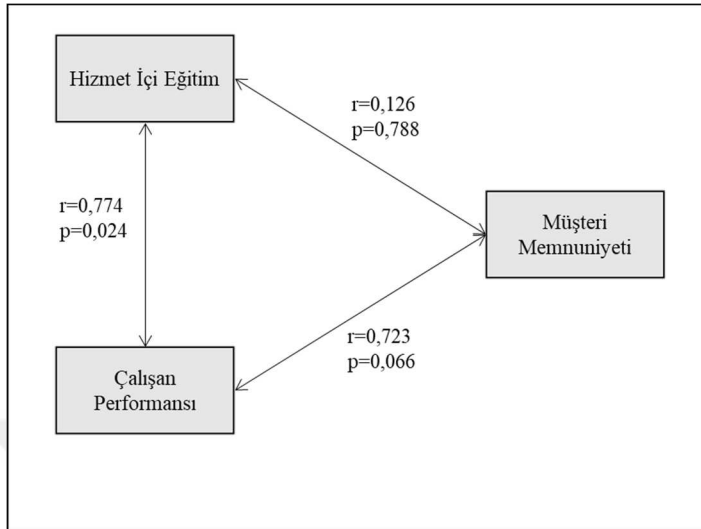 Hizmet İçi Eğitim
r=0,126
p=0,788
r=0,774
p=0,024
Müşteri
Memnuniyeti
r=0,723
p=0,066
Çalışan
Performansı